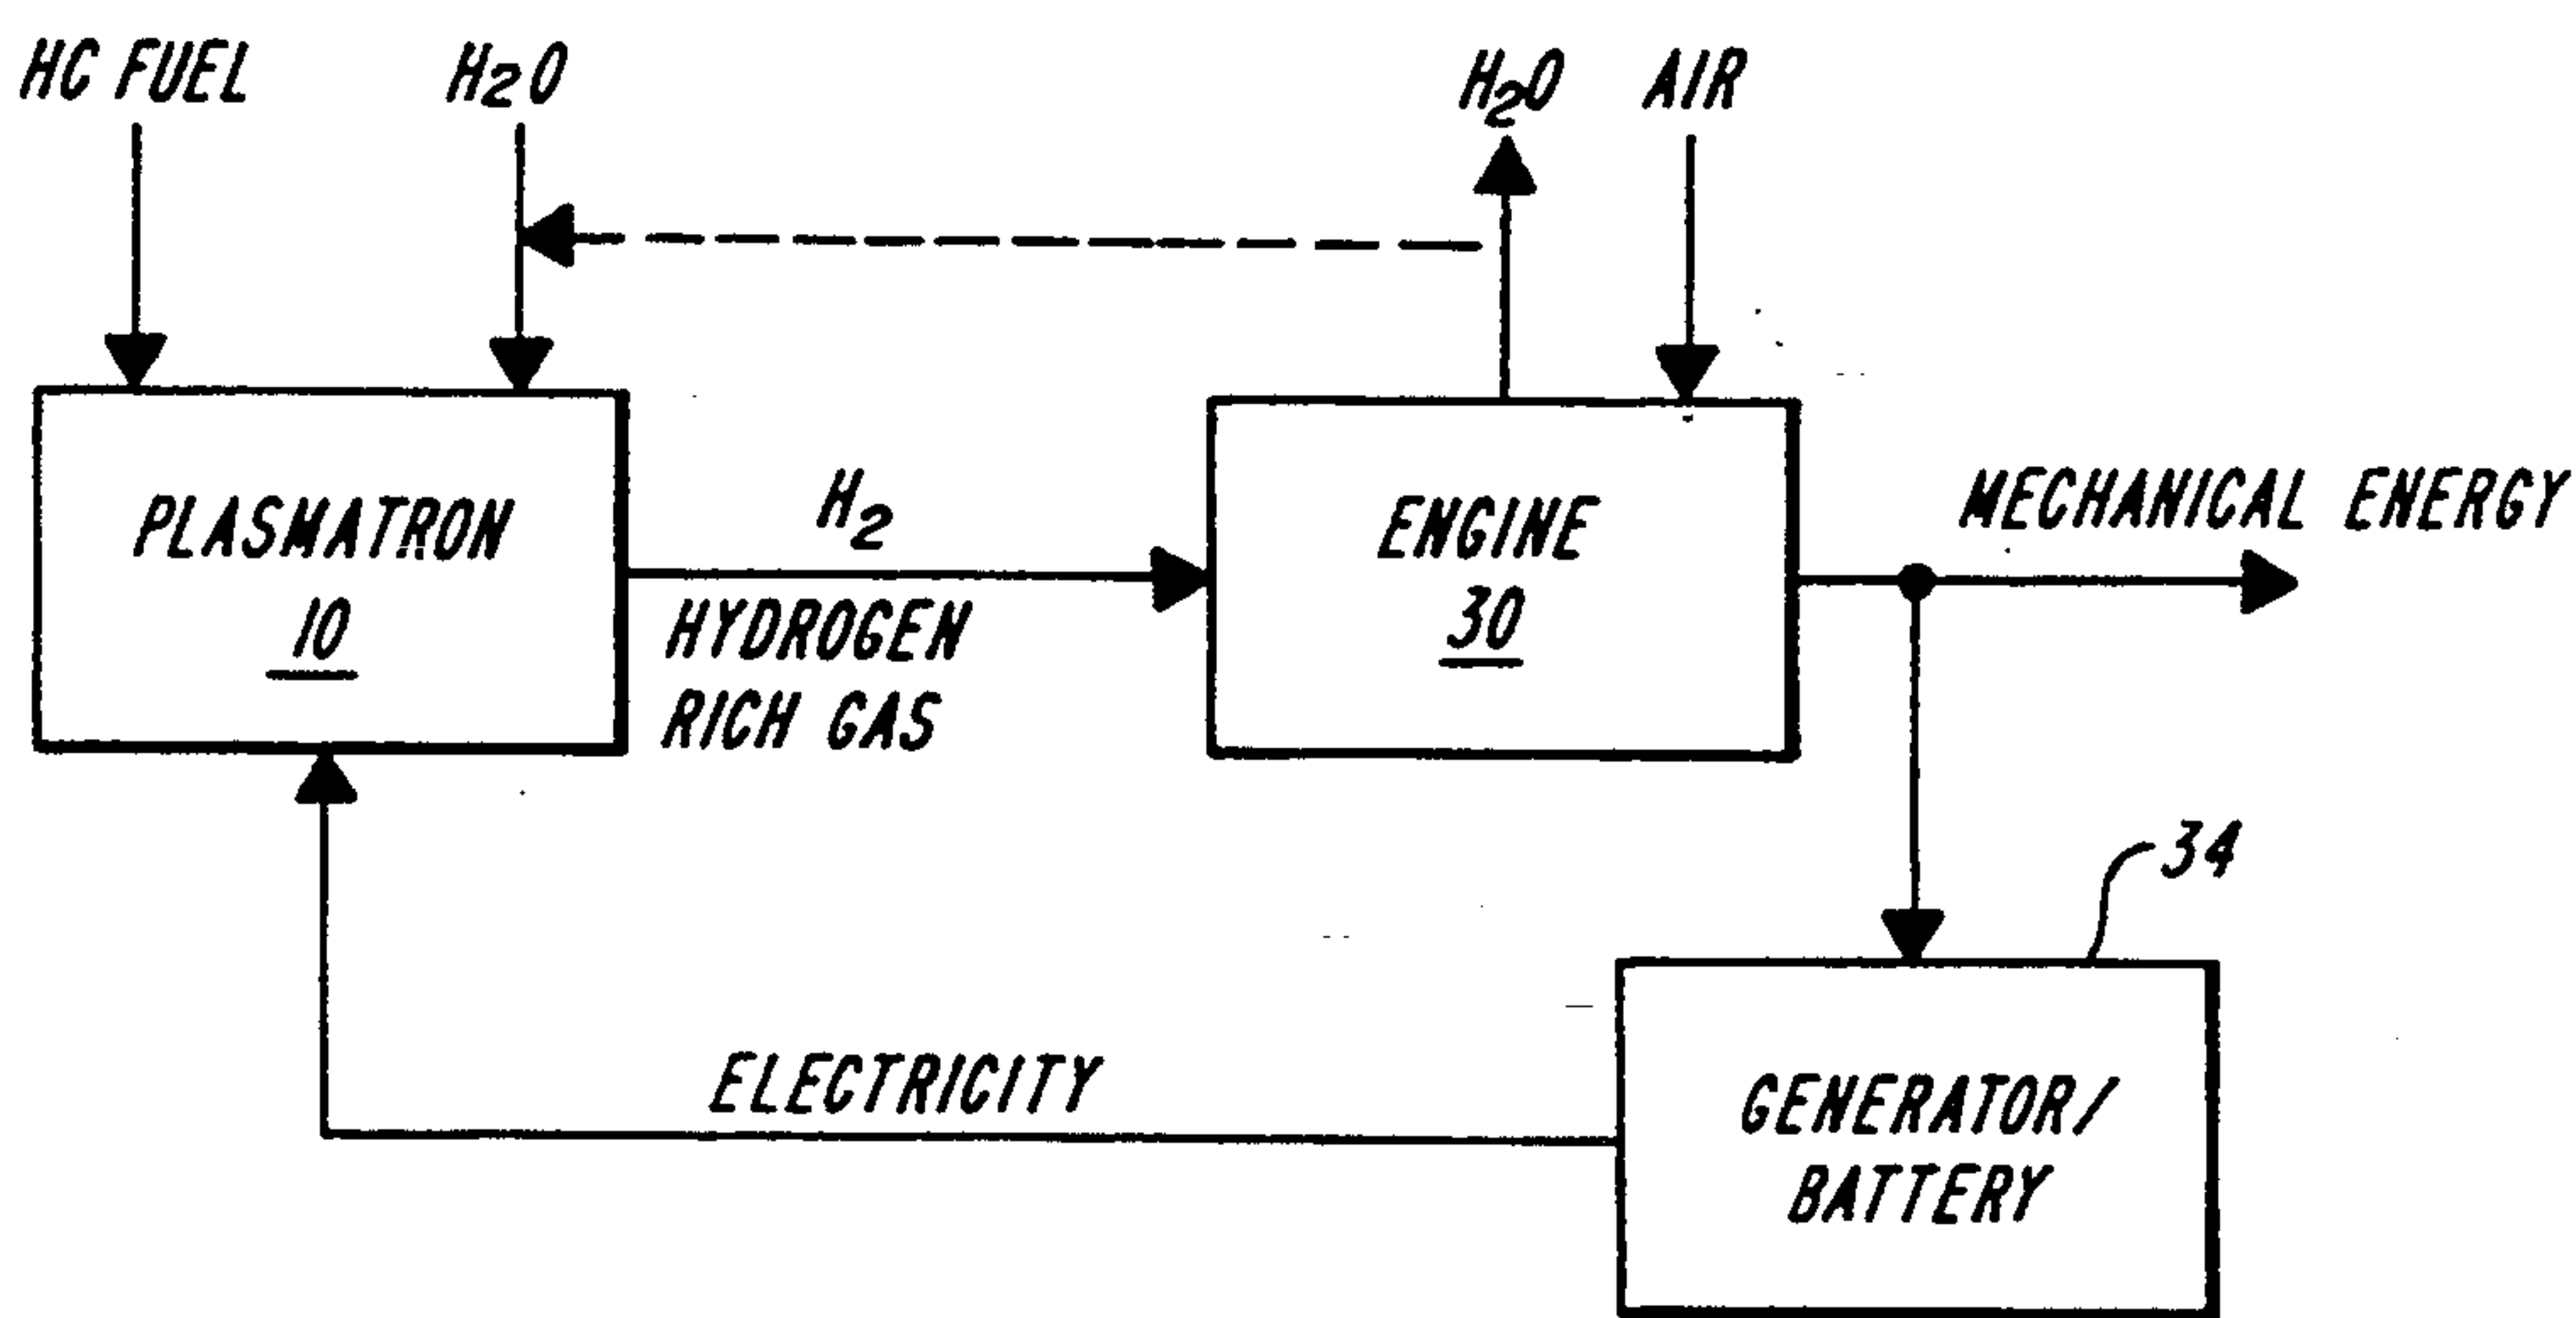 HC FUEL
H2O
H2O
AIR
PLASMATRON
10
H2
HYDROGEN
RICH GAS
ENGINE
30
MECHANICAL ENERGY
34
ELECTRICITY
GENERATOR/
BATTERY